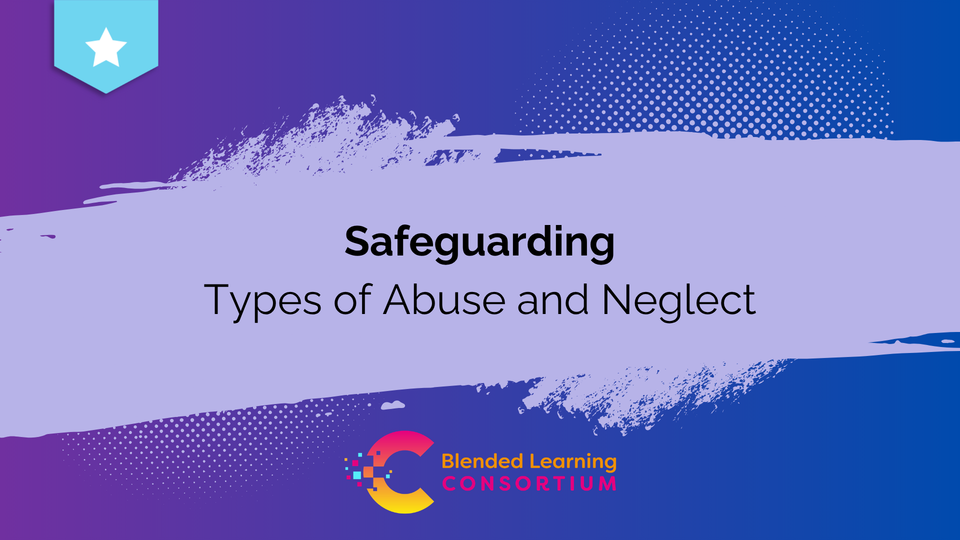 Safeguarding
Types of Abuse and Neglect
Blended Learning
CONSORTIUM